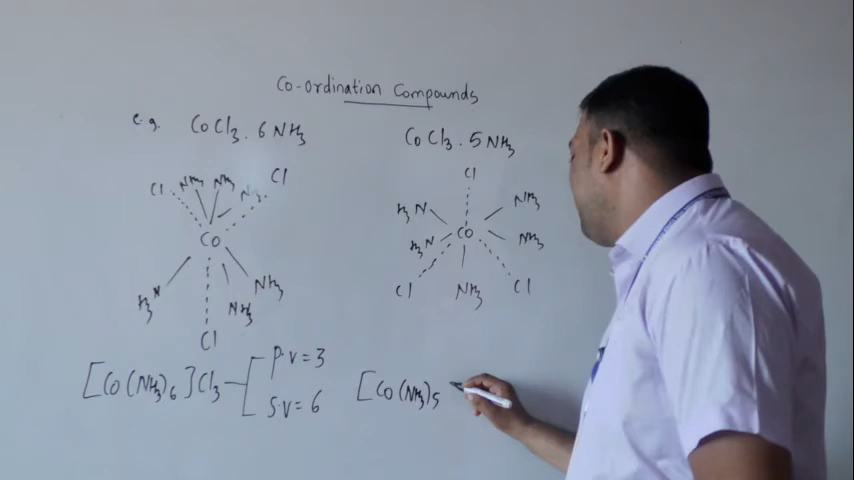 Co-ordination Compounds
e.g. CoCl3 . 6NH3
CoCl3 . 5NH3
Cl NH3 NH3 NH3 Cl
Co
H3N NH3 NH3
Cl
Cl
H3N NH3
H3N Co NH3
Cl NH3 Cl
[Co(NH3)6]Cl3
P.V = 3
S.V = 6
[Co(NH3)5